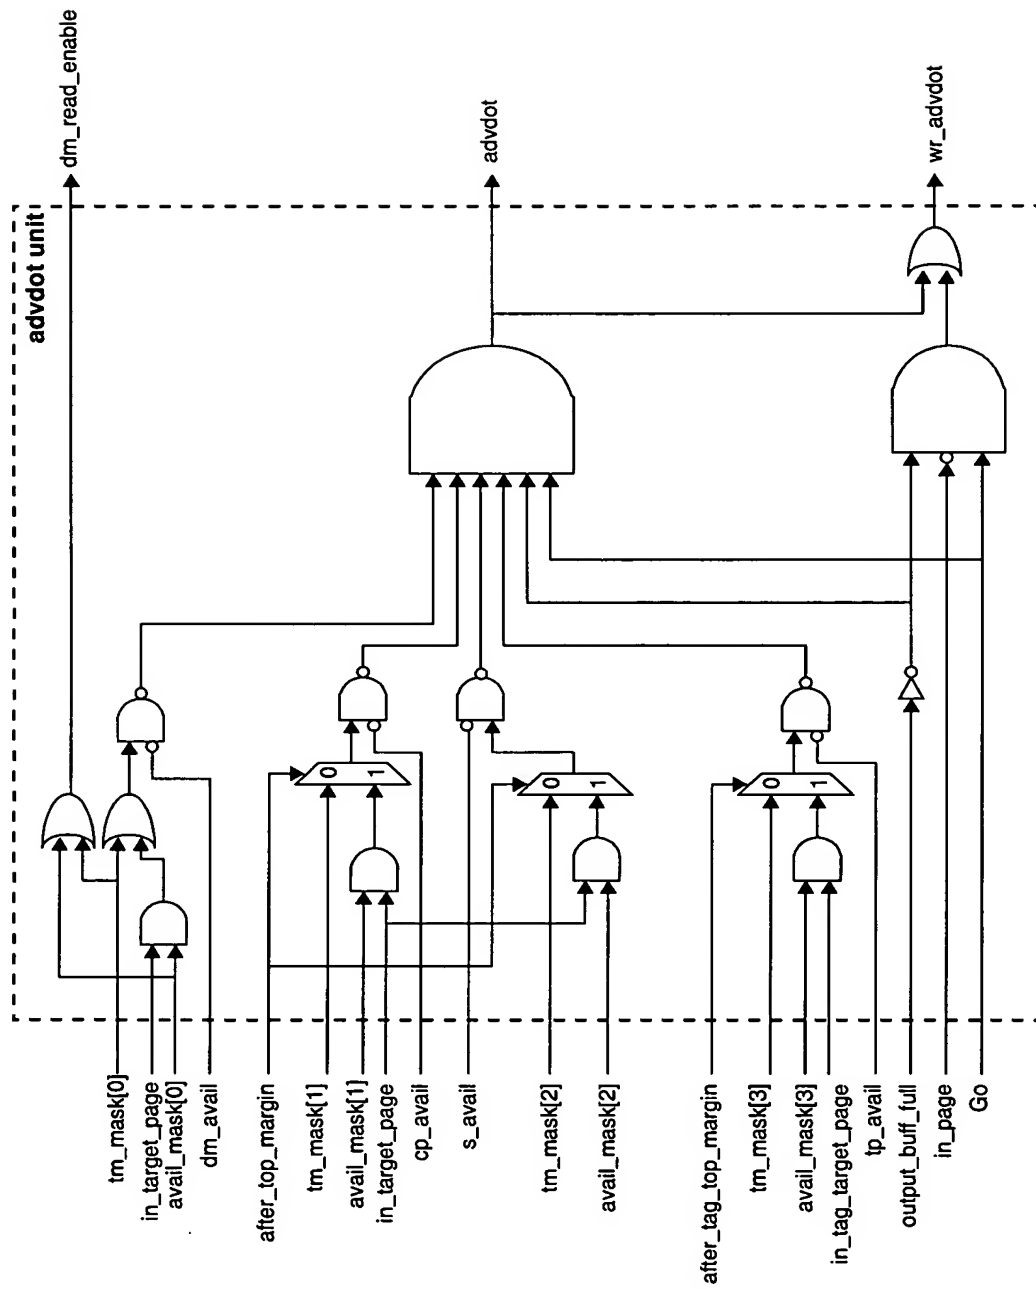 advdot unit
dm_read_enable
advdot
wr_advdot
tm_mask[0]
in_target_page
avail_mask[0]
dm_avail
after_top_margin
0
tm_mask[1]
1
avail_mask[1]
in_target_page
cp_avail
s_avail
0
tm_mask[2]
1
avail_mask[2]
after_tag_top_margin
0
tm_mask[3]
1
avail_mask[3]
in_tag_target_page
tp_avail
output_buff_full
in_page
Go